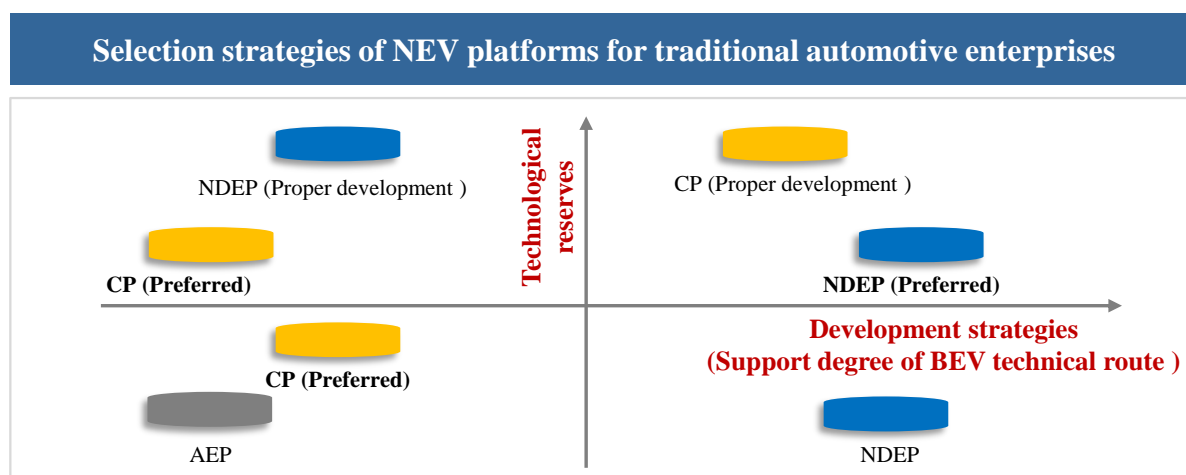 Selection strategies of NEV platforms for traditional automotive enterprises
NDEP (Proper development )
CP (Preferred)
Technological
reserves
CP (Proper development )
NDEP (Preferred)
Development strategies
(Support degree of BEV technical route )
CP (Preferred)
AEP
NDEP